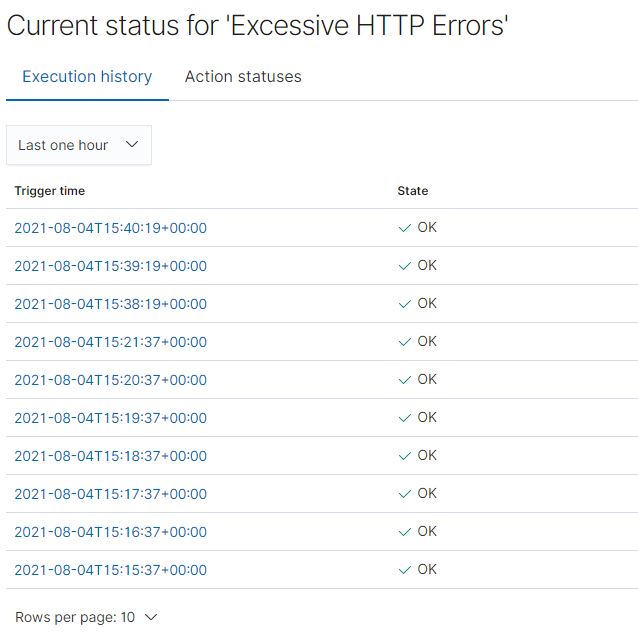 Current status for 'Excessive HTTP Errors'
Execution history Action statuses
Last one hour
Trigger time State
2021-08-04T15:40:19+00:00 OK
2021-08-04T15:39:19+00:00 OK
2021-08-04T15:38:19+00:00 OK
2021-08-04T15:21:37+00:00 OK
2021-08-04T15:20:37+00:00 OK
2021-08-04T15:19:37+00:00 OK
2021-08-04T15:18:37+00:00 OK
2021-08-04T15:17:37+00:00 OK
2021-08-04T15:16:37+00:00 OK
2021-08-04T15:15:37+00:00 OK
Rows per page: 10